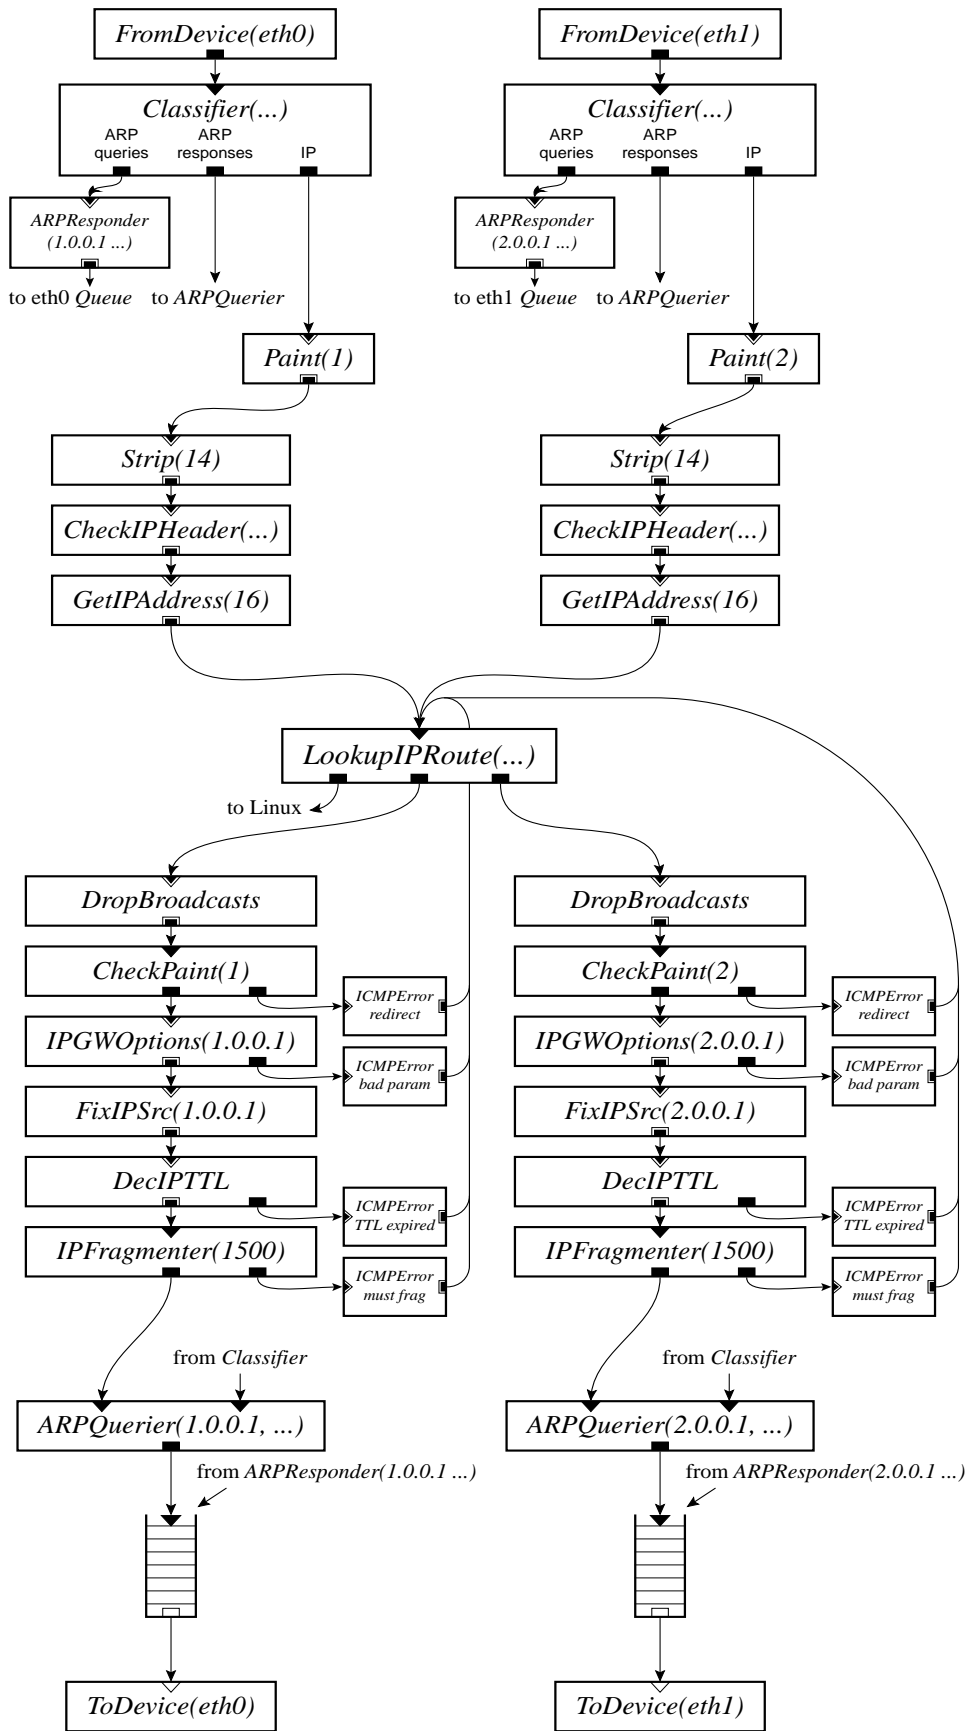 FromDevice(eth0)
FromDevice(eth1)
Classifier(...)
ARP queries
ARP responses
IP
Classifier(...)
ARP queries
ARP responses
IP
ARPResponder
(1.0.0.1 ...)
ARPResponder
(2.0.0.1 ...)
to eth0 Queue
to ARPQuerier
to eth1 Queue
to ARPQuerier
Paint(1)
Paint(2)
Strip(14)
Strip(14)
CheckIPHeader(...)
CheckIPHeader(...)
GetIPAddress(16)
GetIPAddress(16)
LookupIPRoute(...)
to Linux
DropBroadcasts
DropBroadcasts
CheckPaint(1)
CheckPaint(2)
ICMPError
redirect
ICMPError
redirect
IPGWOptions(1.0.0.1)
IPGWOptions(2.0.0.1)
ICMPError
bad param
ICMPError
bad param
FixIPSrc(1.0.0.1)
FixIPSrc(2.0.0.1)
DecIPTTL
DecIPTTL
ICMPError
TTL expired
ICMPError
TTL expired
IPFragmenter(1500)
IPFragmenter(1500)
ICMPError
must frag
ICMPError
must frag
from Classifier
from Classifier
ARPQuerier(1.0.0.1, ...)
ARPQuerier(2.0.0.1, ...)
from ARPResponder(1.0.0.1 ...)
from ARPResponder(2.0.0.1 ...)
ToDevice(eth0)
ToDevice(eth1)